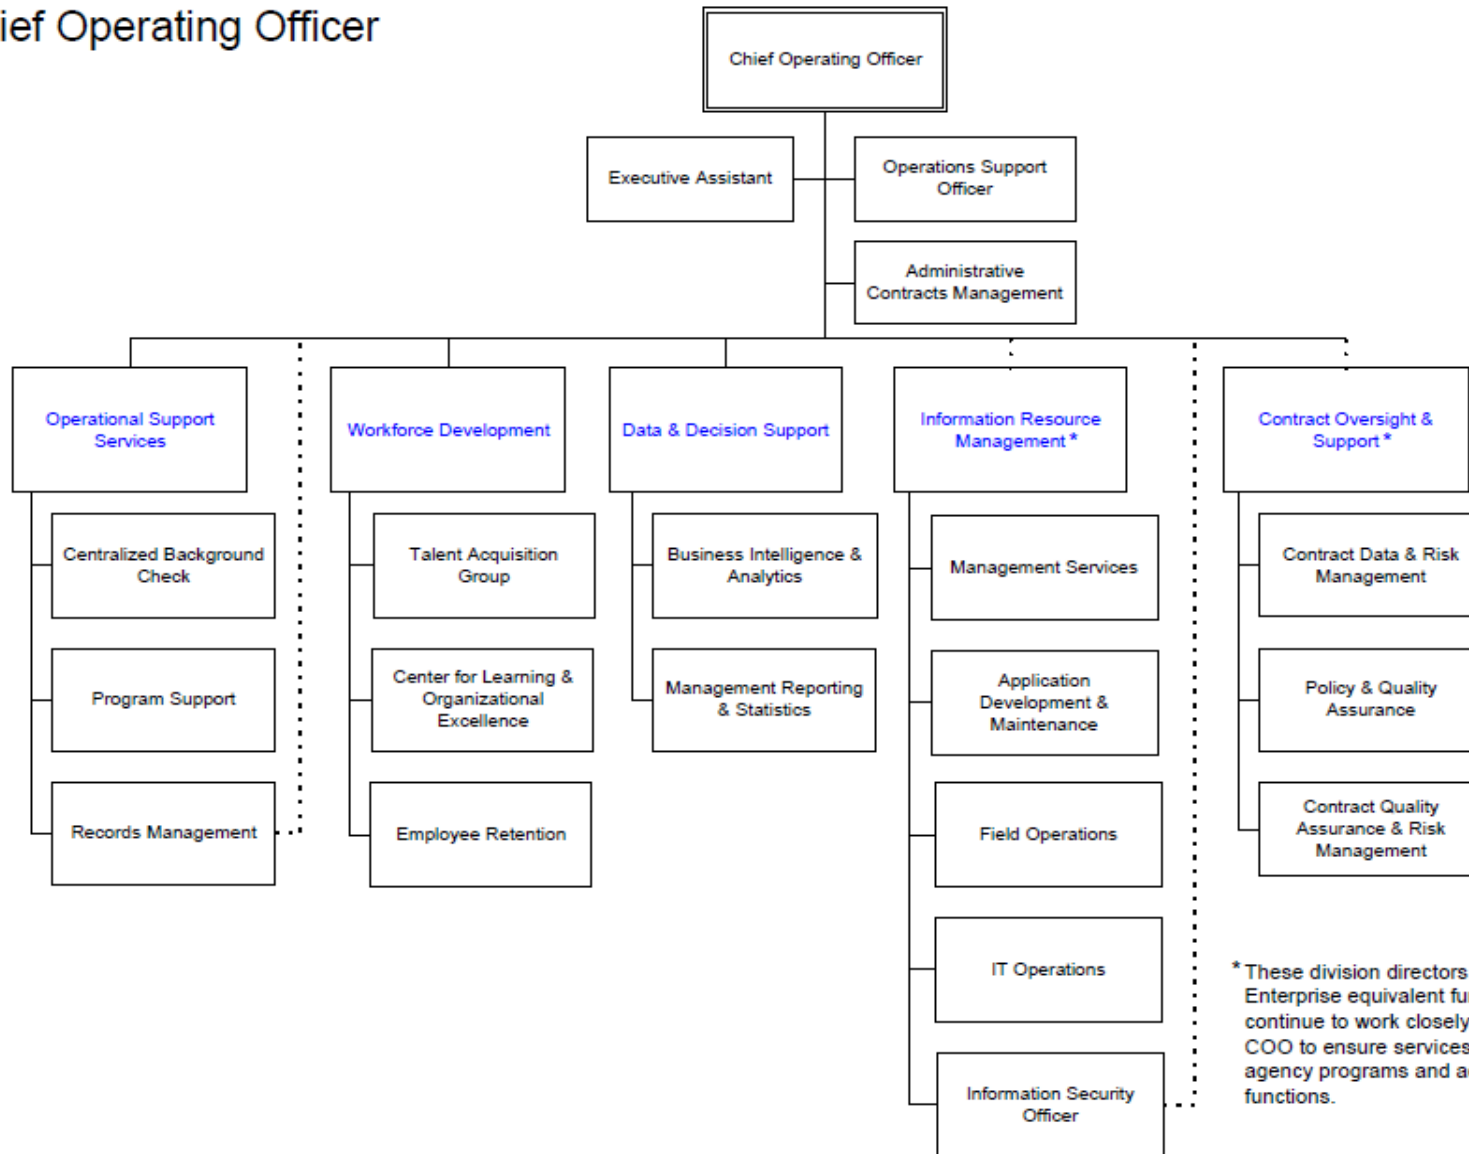 ief Operating Officer
Chief Operating Officer
Executive Assistant
Operations Support
Officer
Administrative
Contracts Management
Operational Support
Services
Workforce Development
Data & Decision Support
Information Resource
Management *
Contract Oversight &
Support *
Centralized Background
Check
Talent Acquisition
Group
Business Intelligence &
Analytics
Management Services
Contract Data & Risk
Management
Program Support
Center for Learning &
Organizational
Excellence
Management Reporting
& Statistics
Application
Development &
Maintenance
Policy & Quality
Assurance
Records Management
Employee Retention
Field Operations
Contract Quality
Assurance & Risk
Management
IT Operations
Information Security
Officer
* These division directors
Enterprise equivalent fu
continue to work closely
COO to ensure services
agency programs and a
functions.